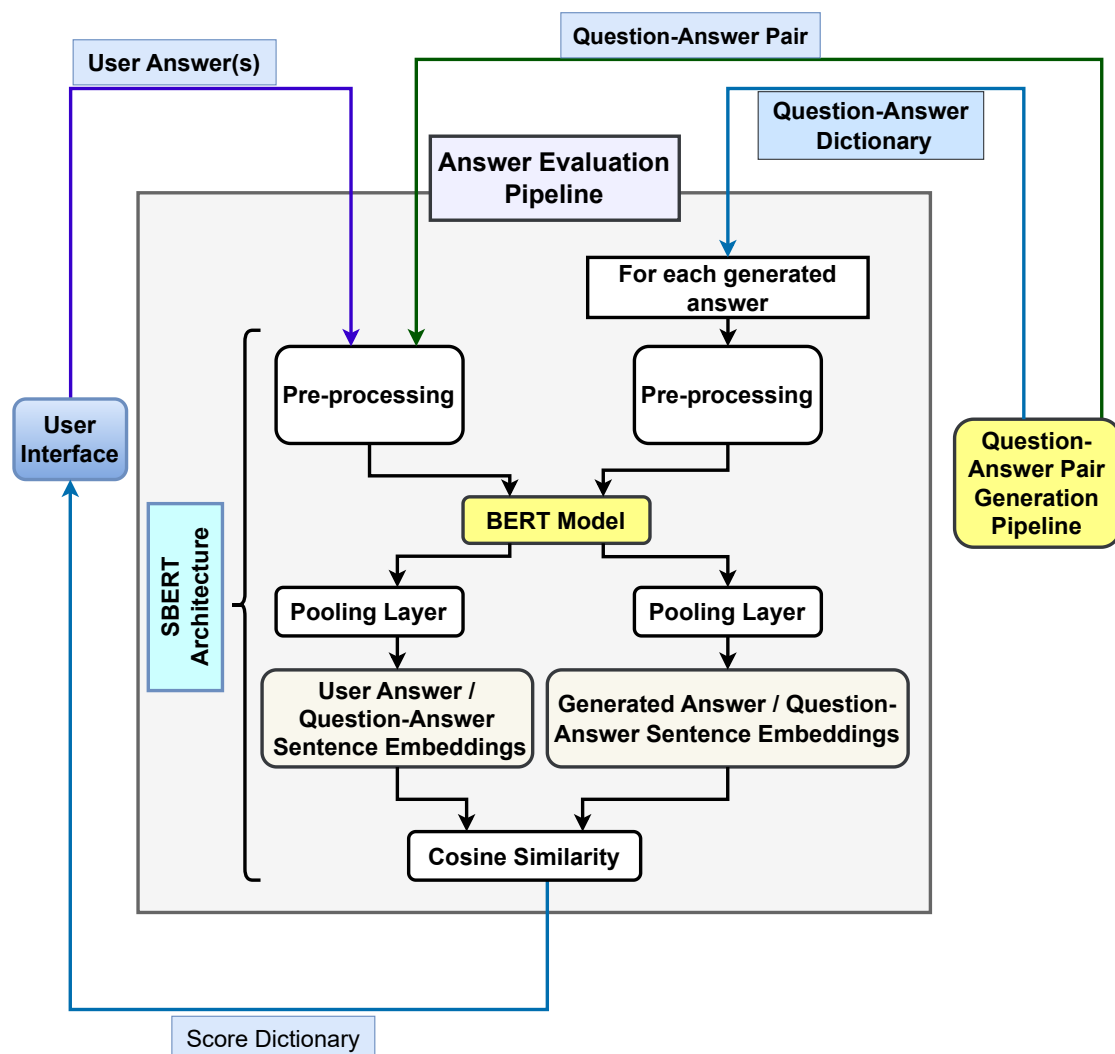 Question-Answer Pair
User Answer(s)
Question-Answer
Dictionary
Answer Evaluation
Pipeline
For each generated
answer
Pre-processing
Pre-processing
User
Interface
Question-
Answer Pair
Generation
Pipeline
BERT Model
SBERT
Architecture
Pooling Layer
Pooling Layer
User Answer /
Question-Answer
Sentence Embeddings
Generated Answer / Question-
Answer Sentence Embeddings
Cosine Similarity
Score Dictionary